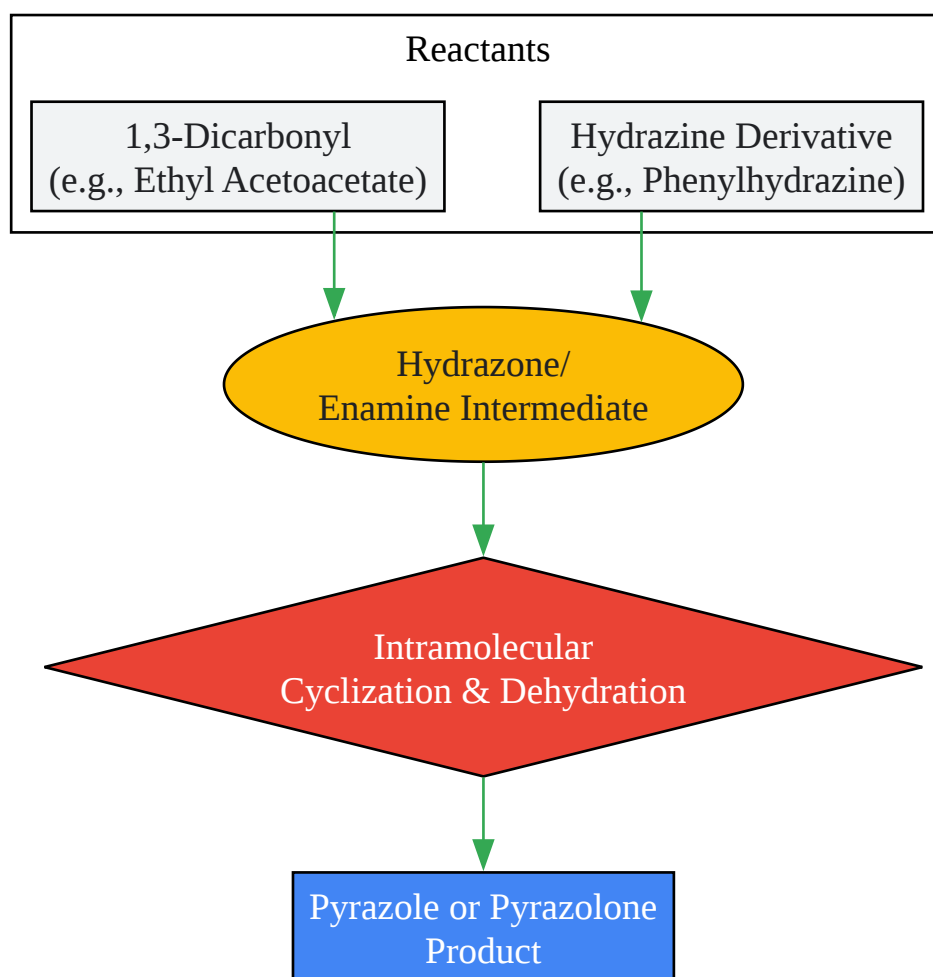 Reactants
1,3-Dicarbonyl
(e.g., Ethyl Acetoacetate)
Hydrazine Derivative
(e.g., Phenylhydrazine)
Hydrazone/
Enamine Intermediate
Intramolecular
Cyclization & Dehydration
Pyrazole or Pyrazolone
Product